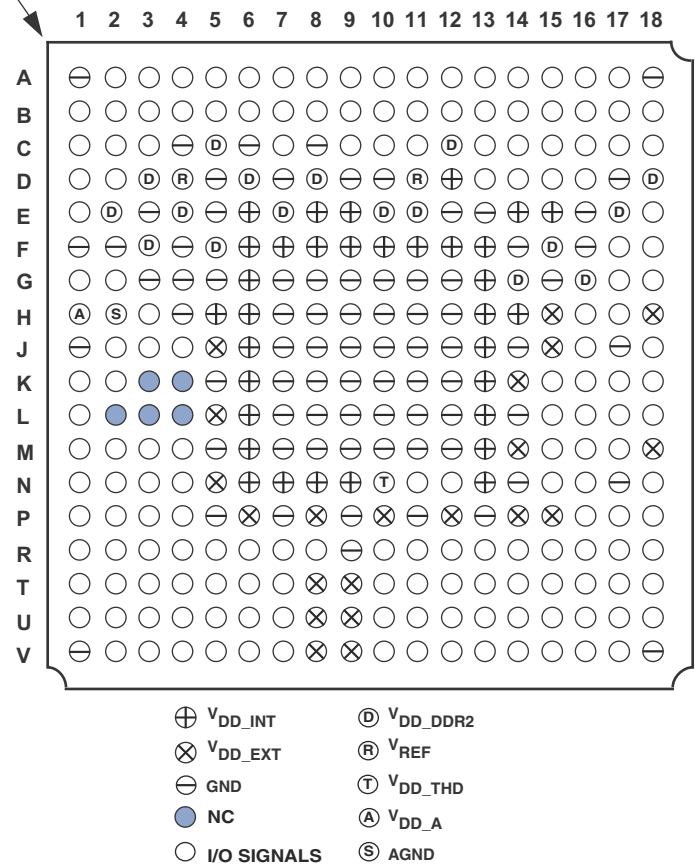 1 2 3 4 5 6 7 8 9 10 11 12 13 14 15 16 17 18
A
B
C D D
D D R D D R D
E D D D D D D
F D D D
G D D
H A S
J
K
L
M
N T
P
R
T
U
V
VDD_INT D VDD_DDR2
VDD_EXT R VREF
GND T VDD_THD
NC A VDD_A
I/O SIGNALS S AGND